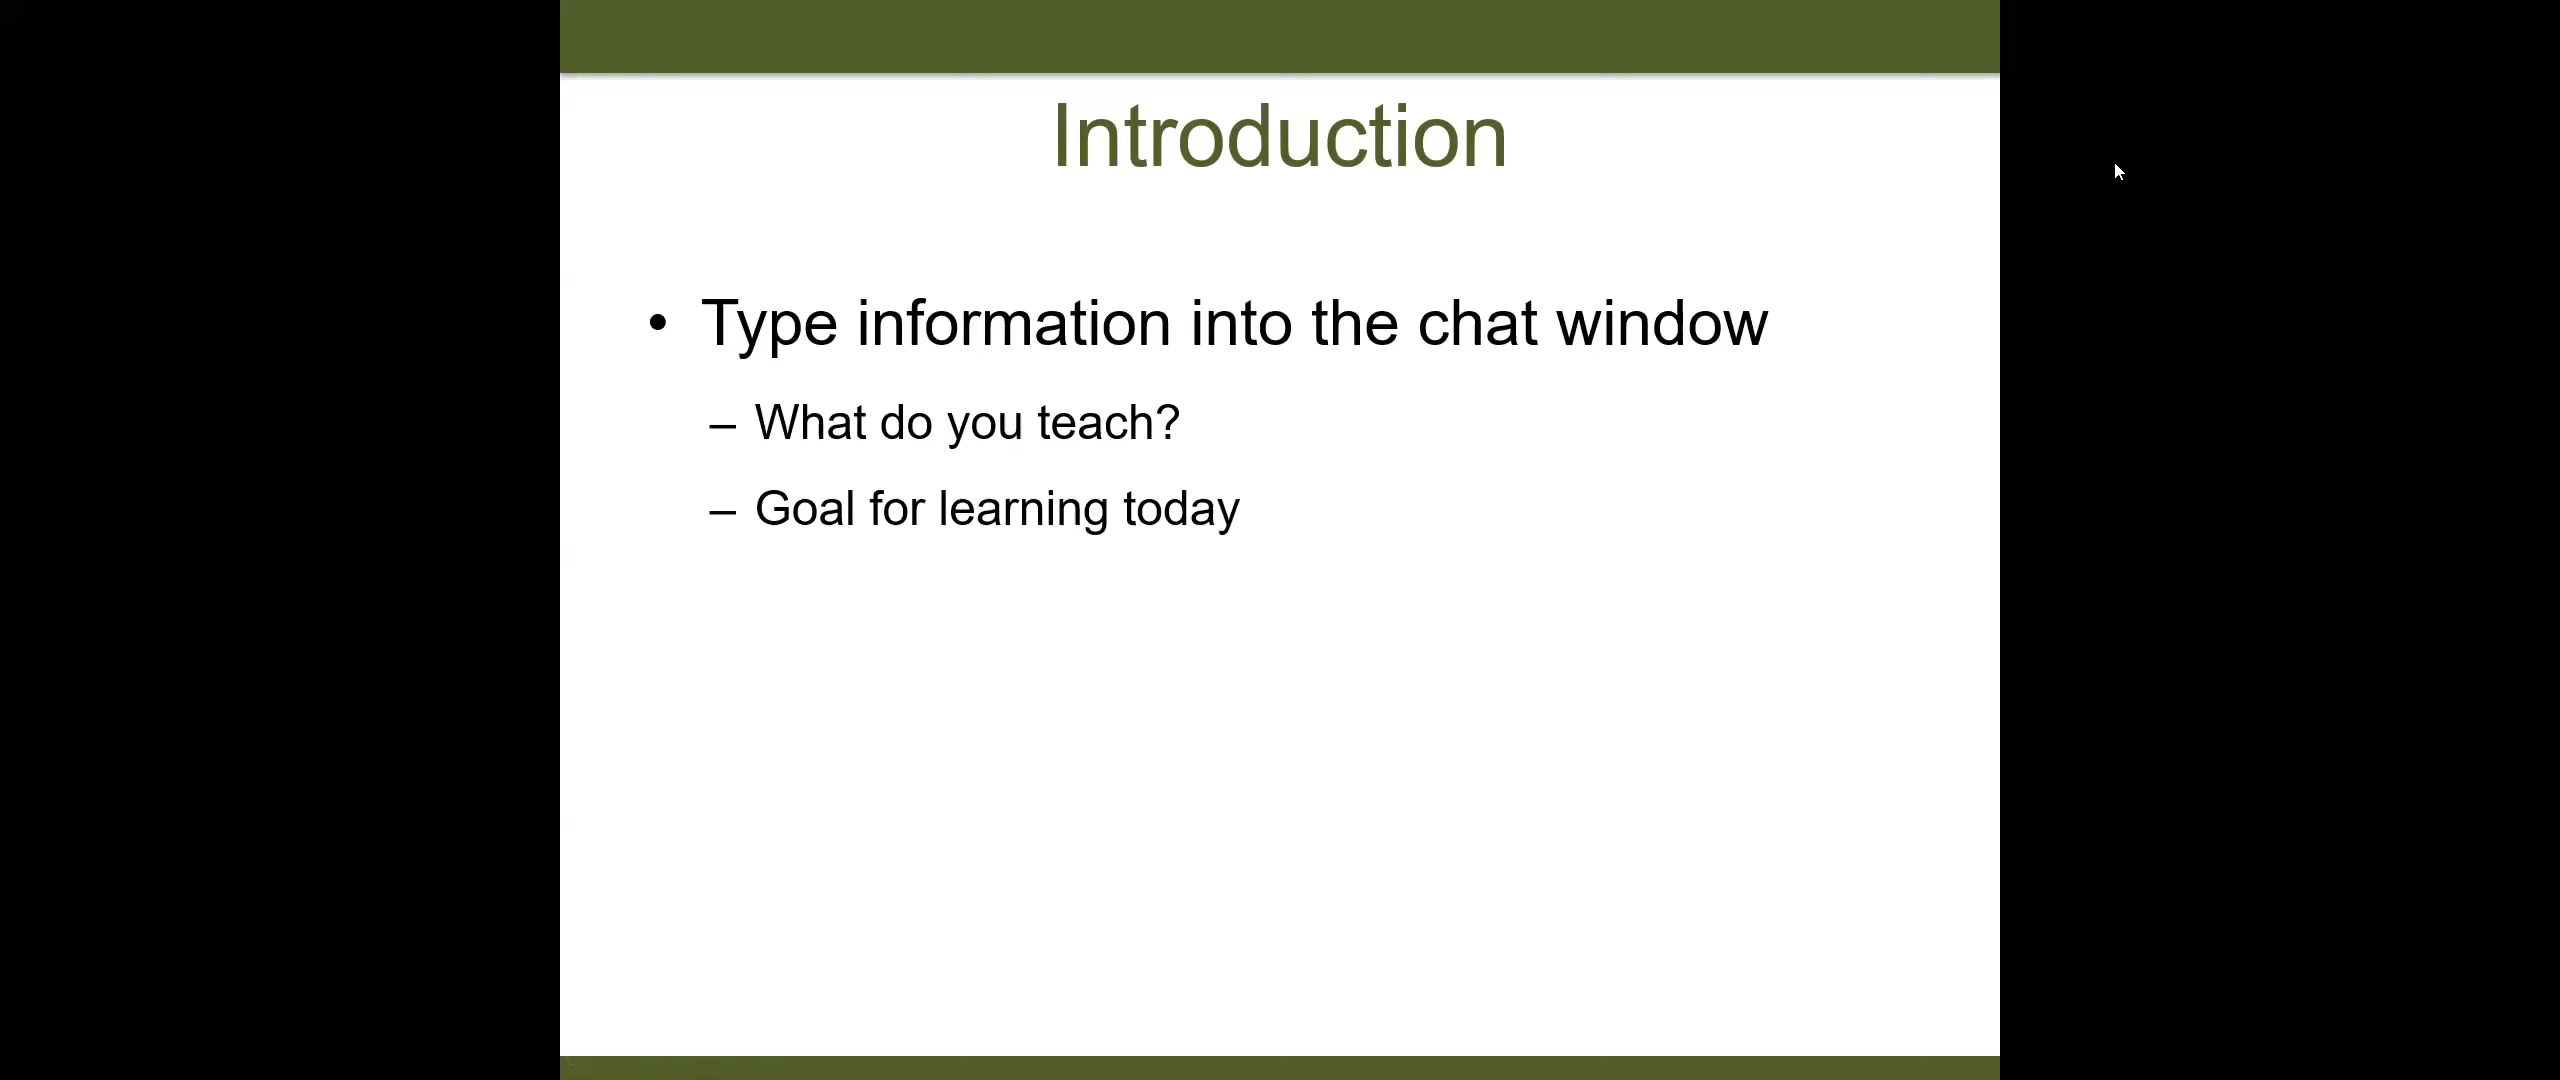 Introduction
• Type information into the chat window
– What do you teach?
– Goal for learning today